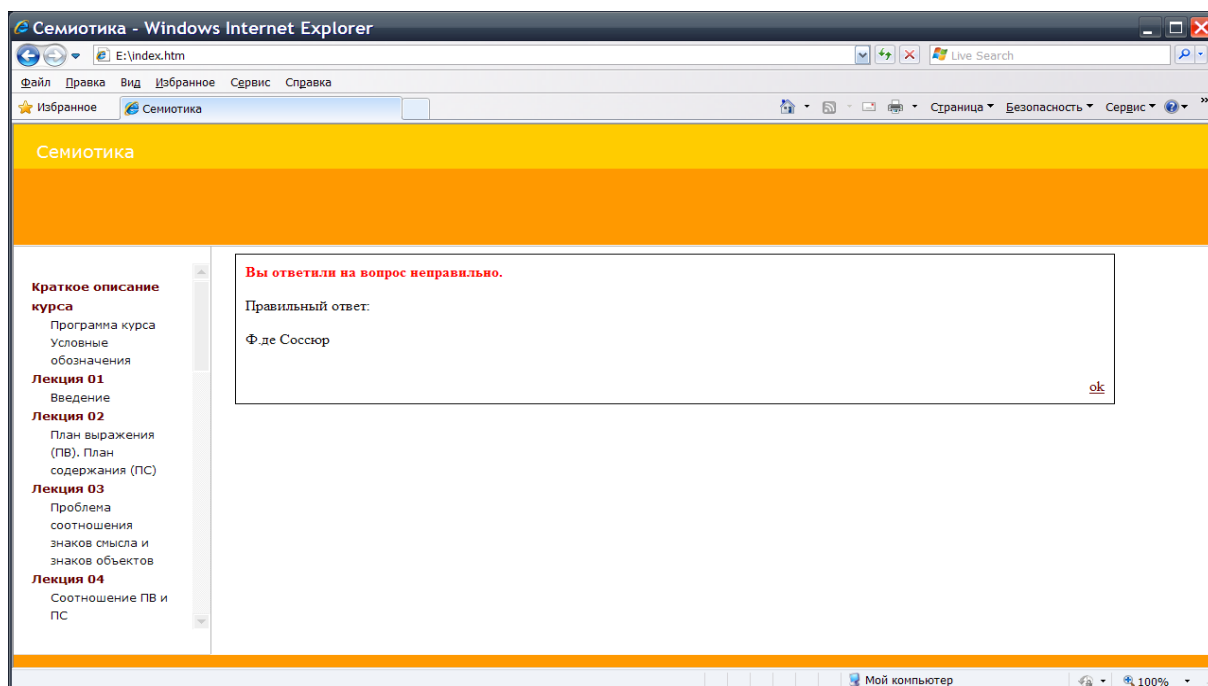 Семиотика - Windows Internet Explorer
E:\index.htm
Live Search
Файл Правка Вид Избранное Сервис Справка
Избранное
Семиотика
Страница Безопасность Сервис
Семиотика
Краткое описание
курса
Программа курса
Условные
обозначения
Лекция 01
Введение
Лекция 02
План выражения
(ПВ). План
содержания (ПС)
Лекция 03
Проблема
соотношения
знаков смысла и
знаков объектов
Лекция 04
Соотношение ПВ и
ПС
Вы ответили на вопрос неправильно.
Правильный ответ:
Ф.де Соссюр
ok
Мой компьютер
100%